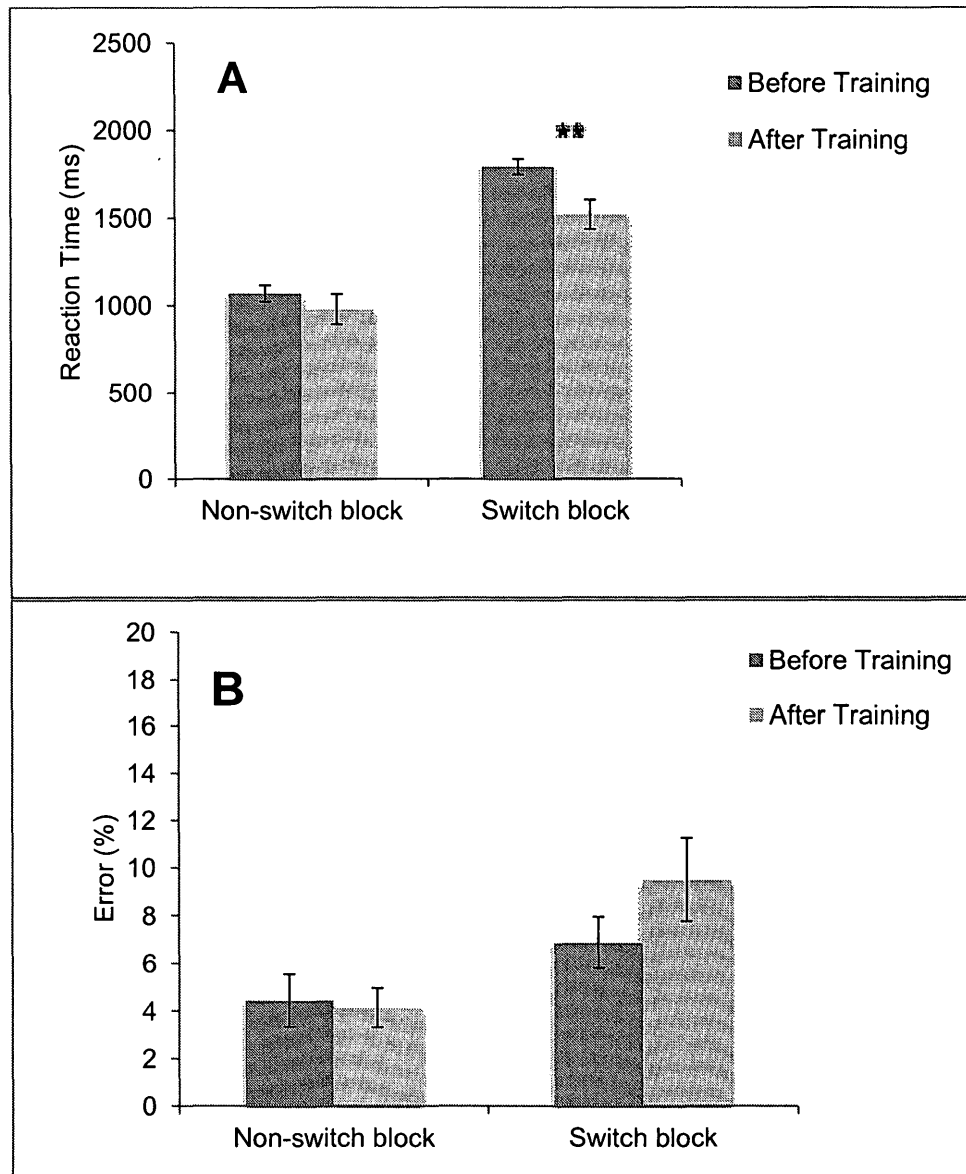 2500
A
Before Training
2000
**
After Training
1500
1000
500
0
Reaction Time (ms)
Non-switch block
Switch block
20
Before Training
18
B
16
After Training
14
12
10
8
6
4
2
0
Error (%)
Non-switch block
Switch block